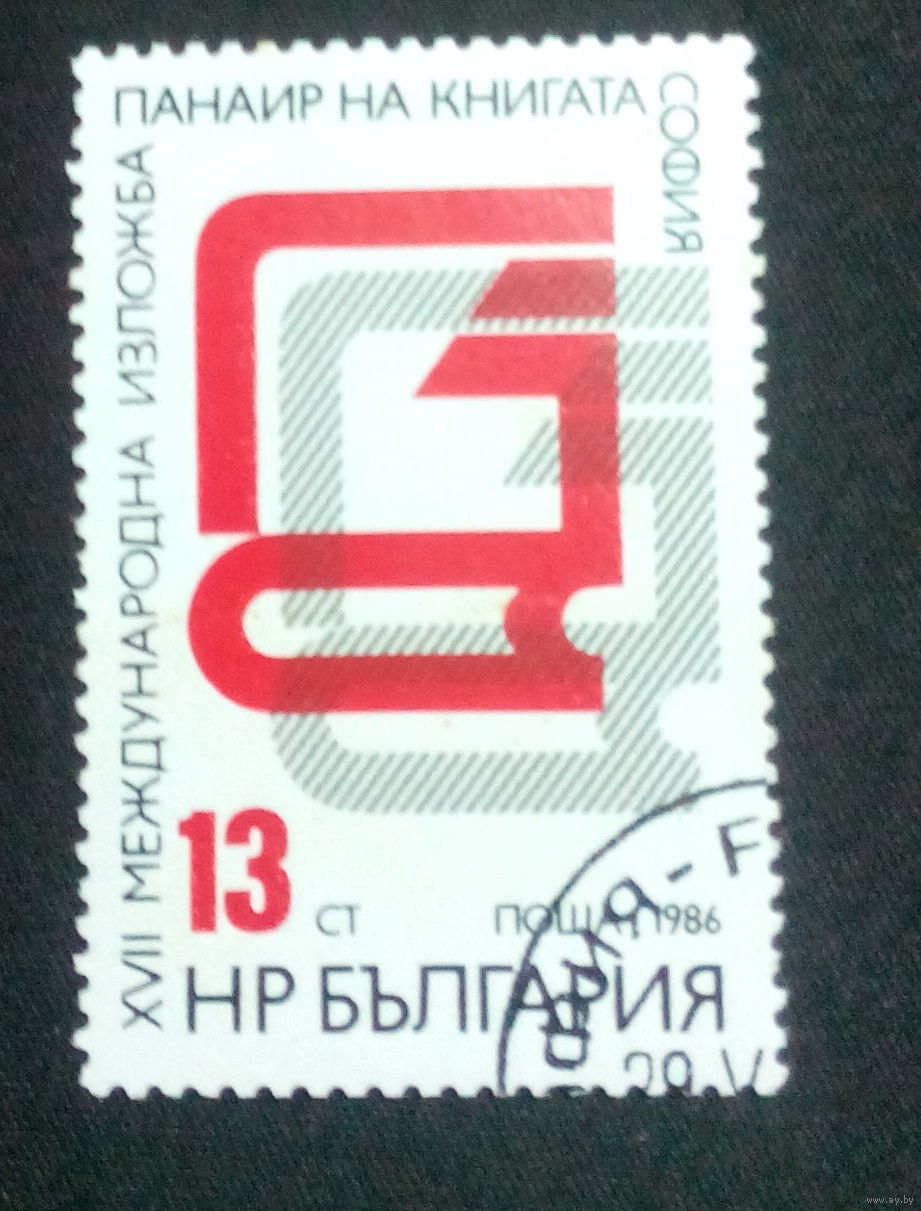 XVII МЕЖДУНАРОДНА ИЗЛОЖБА
ПАНАИР НА КНИГАТА
СОФИЯ
13 СТ
ПОЩА 1986
НР БЪЛГАРИЯ
www.ay.by